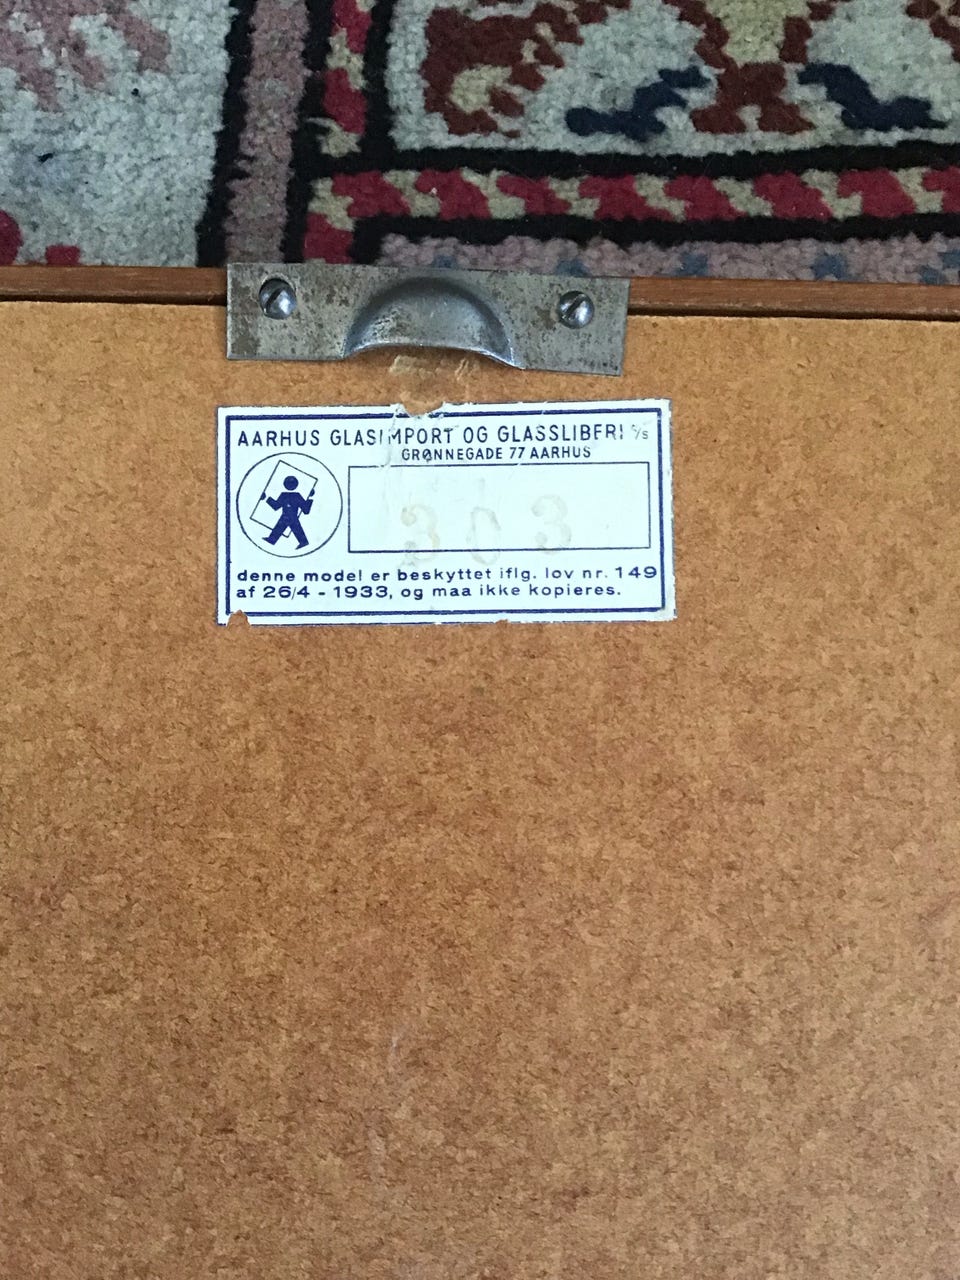 AARHUS GLASIMPORT OG GLASSLIBERI c/s
GRØNNEGADE 77 AARHUS
303
denne model er beskyttet iflg. lov nr. 149
af 26/4 - 1933, og maa ikke kopieres.